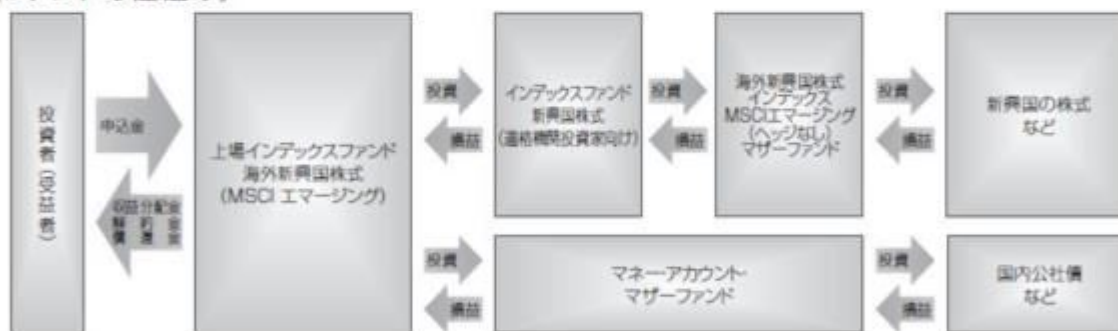 投資者(受益者)
申込金
収益分配金
解約金
償還金
上場インデックスファンド
海外新興国株式
(MSCI エマージング)
投資
損益
インデックスファンド
新興国株式
(適格機関投資家向け)
投資
損益
海外新興国株式
インデックス
MSCIエマージング
(ヘッジなし)
マザーファンド
投資
損益
新興国の株式
など
投資
損益
マネー・アカウント・
マザーファンド
投資
損益
国内公社債
など